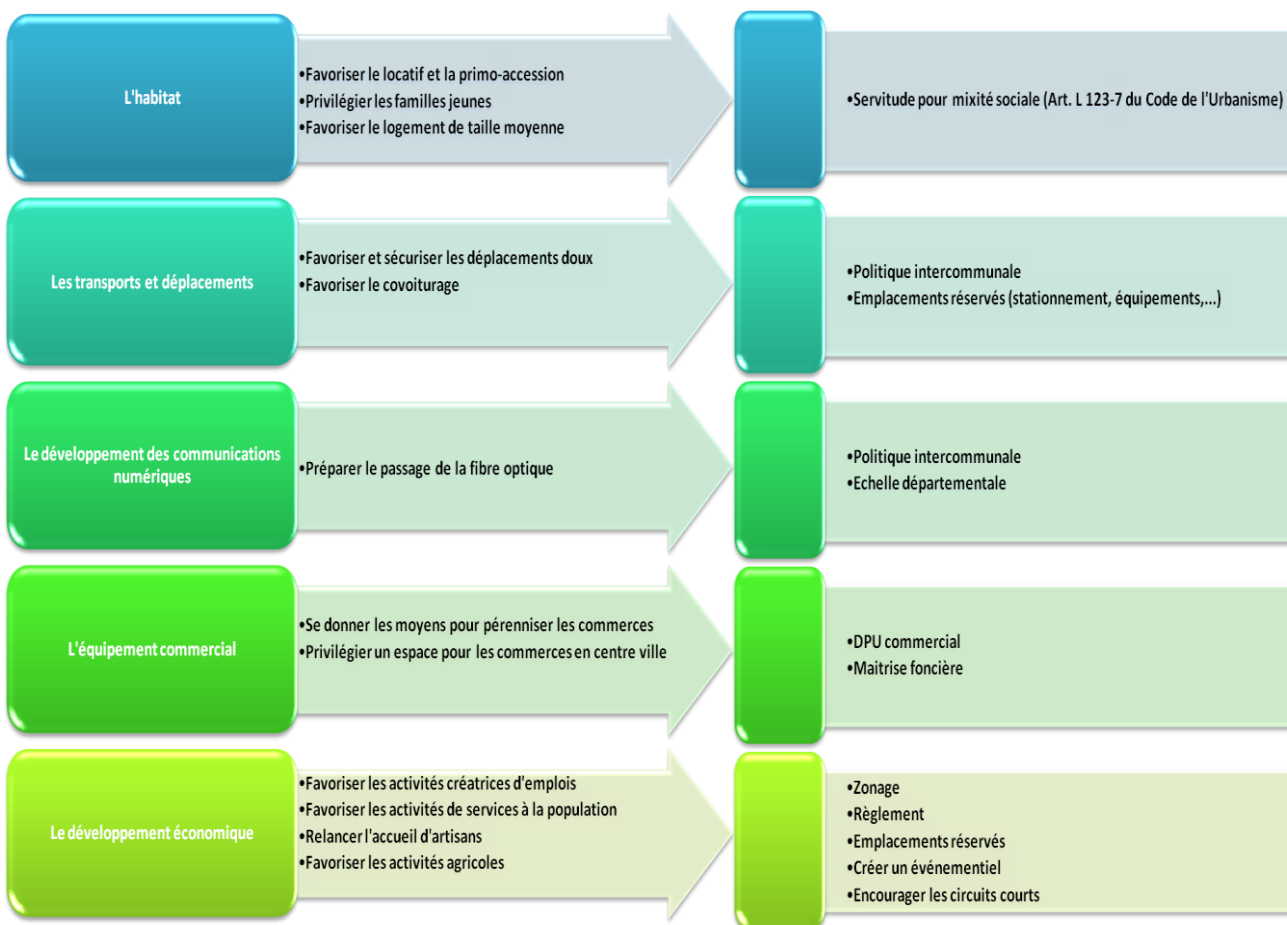 L'habitat
•Favoriser le locatif et la primo-accession
•Privilégier les familles jeunes
•Favoriser le logement de taille moyenne
•Servitude pour mixité sociale (Art. L 123-7 du Code de l'Urbanisme)
Les transports et déplacements
•Favoriser et sécuriser les déplacements doux
•Favoriser le covoiturage
•Politique intercommunale
•Emplacements réservés (stationnement, équipements,...)
Le développement des communications
numériques
•Préparer le passage de la fibre optique
•Politique intercommunale
•Echelle départementale
L'équipement commercial
•Se donner les moyens pour pérenniser les commerces
•Privilégier un espace pour les commerces en centre ville
•DPU commercial
•Maitrise foncière
Le développement économique
•Favoriser les activités créatrices d'emplois
•Favoriser les activités de services à la population
•Relancer l'accueil d'artisans
•Favoriser les activités agricoles
•Zonage
•Règlement
•Emplacements réservés
•Créer un événementiel
•Encourager les circuits courts